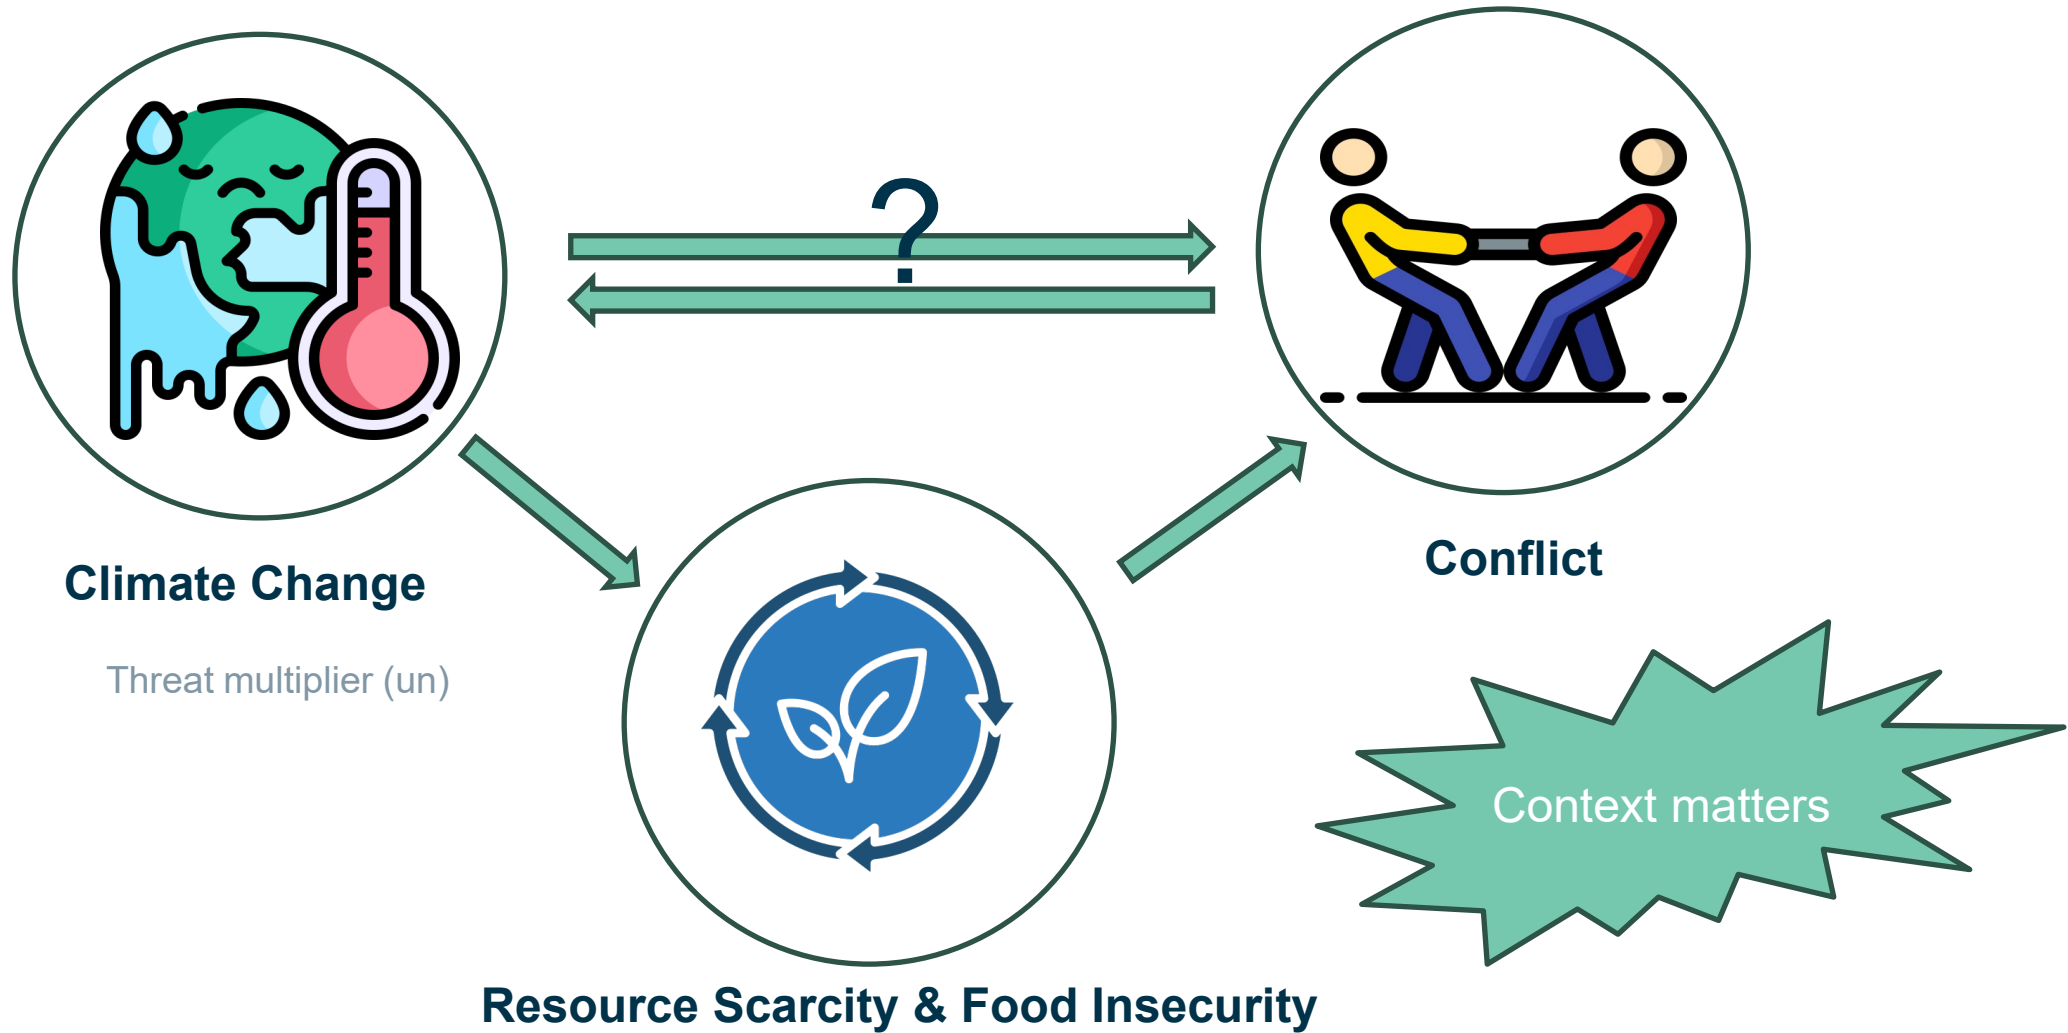 ?
Climate Change
Conflict
Threat multiplier (un)
Context matters
Resource Scarcity & Food Insecurity